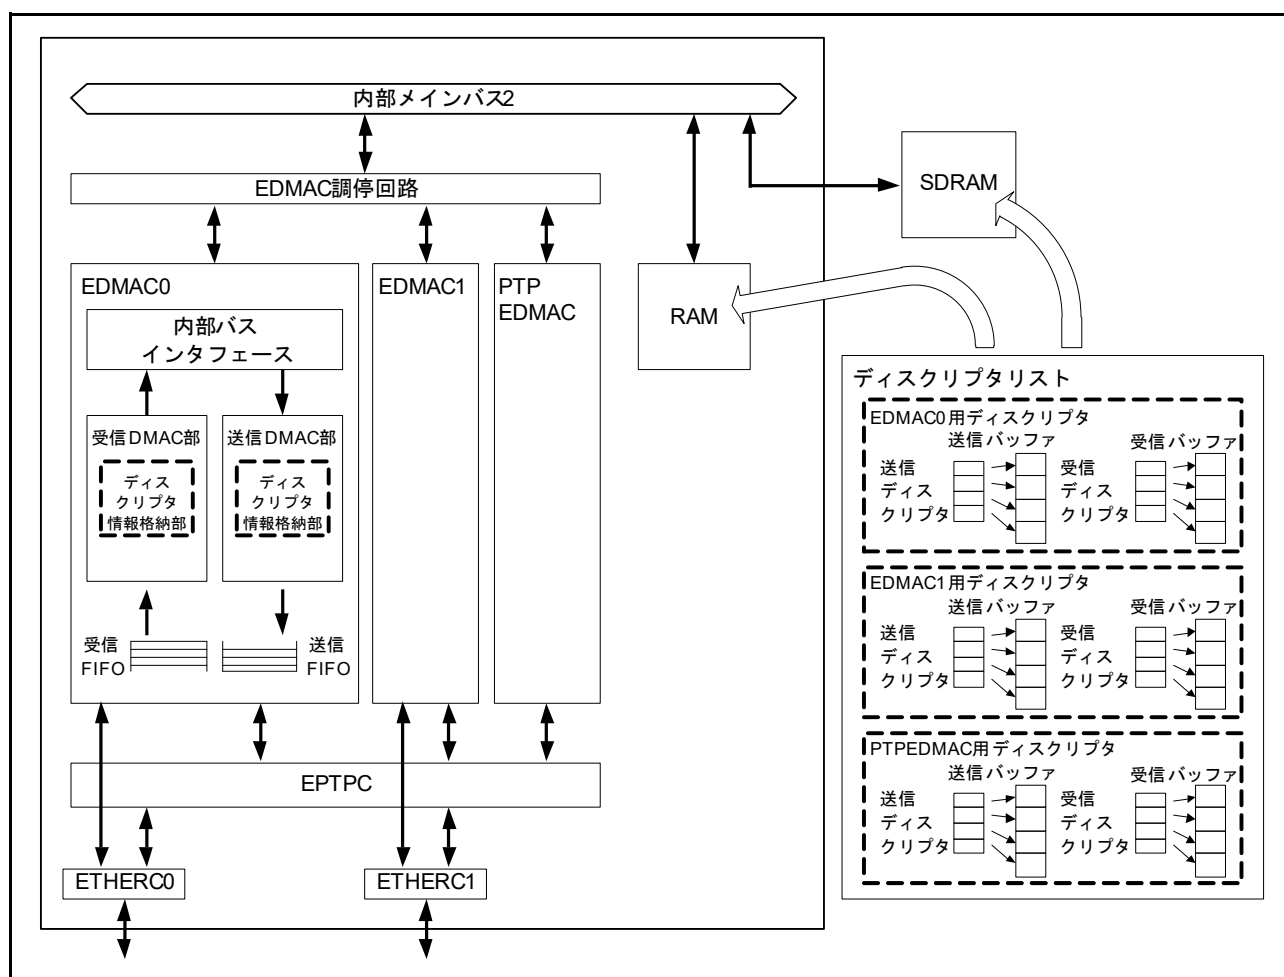 内部メインバス2
EDMAC調停回路
SDRAM
EDMAC0
EDMAC1
PTP
EDMAC
RAM
内部バス
インタフェース
受信DMAC部
送信DMAC部
ディス
クリプタ
情報格納部
ディス
クリプタ
情報格納部
受信
FIFO
送信
FIFO
EPTPC
ETHERC0
ETHERC1
ディスクリプタリスト
EDMAC0用ディスクリプタ
送信バッファ
受信バッファ
送信
ディス
クリプタ
受信
ディス
クリプタ
EDMAC1用ディスクリプタ
送信バッファ
受信バッファ
送信
ディス
クリプタ
受信
ディス
クリプタ
PTPEDMAC用ディスクリプタ
送信バッファ
受信バッファ
送信
ディス
クリプタ
受信
ディス
クリプタ